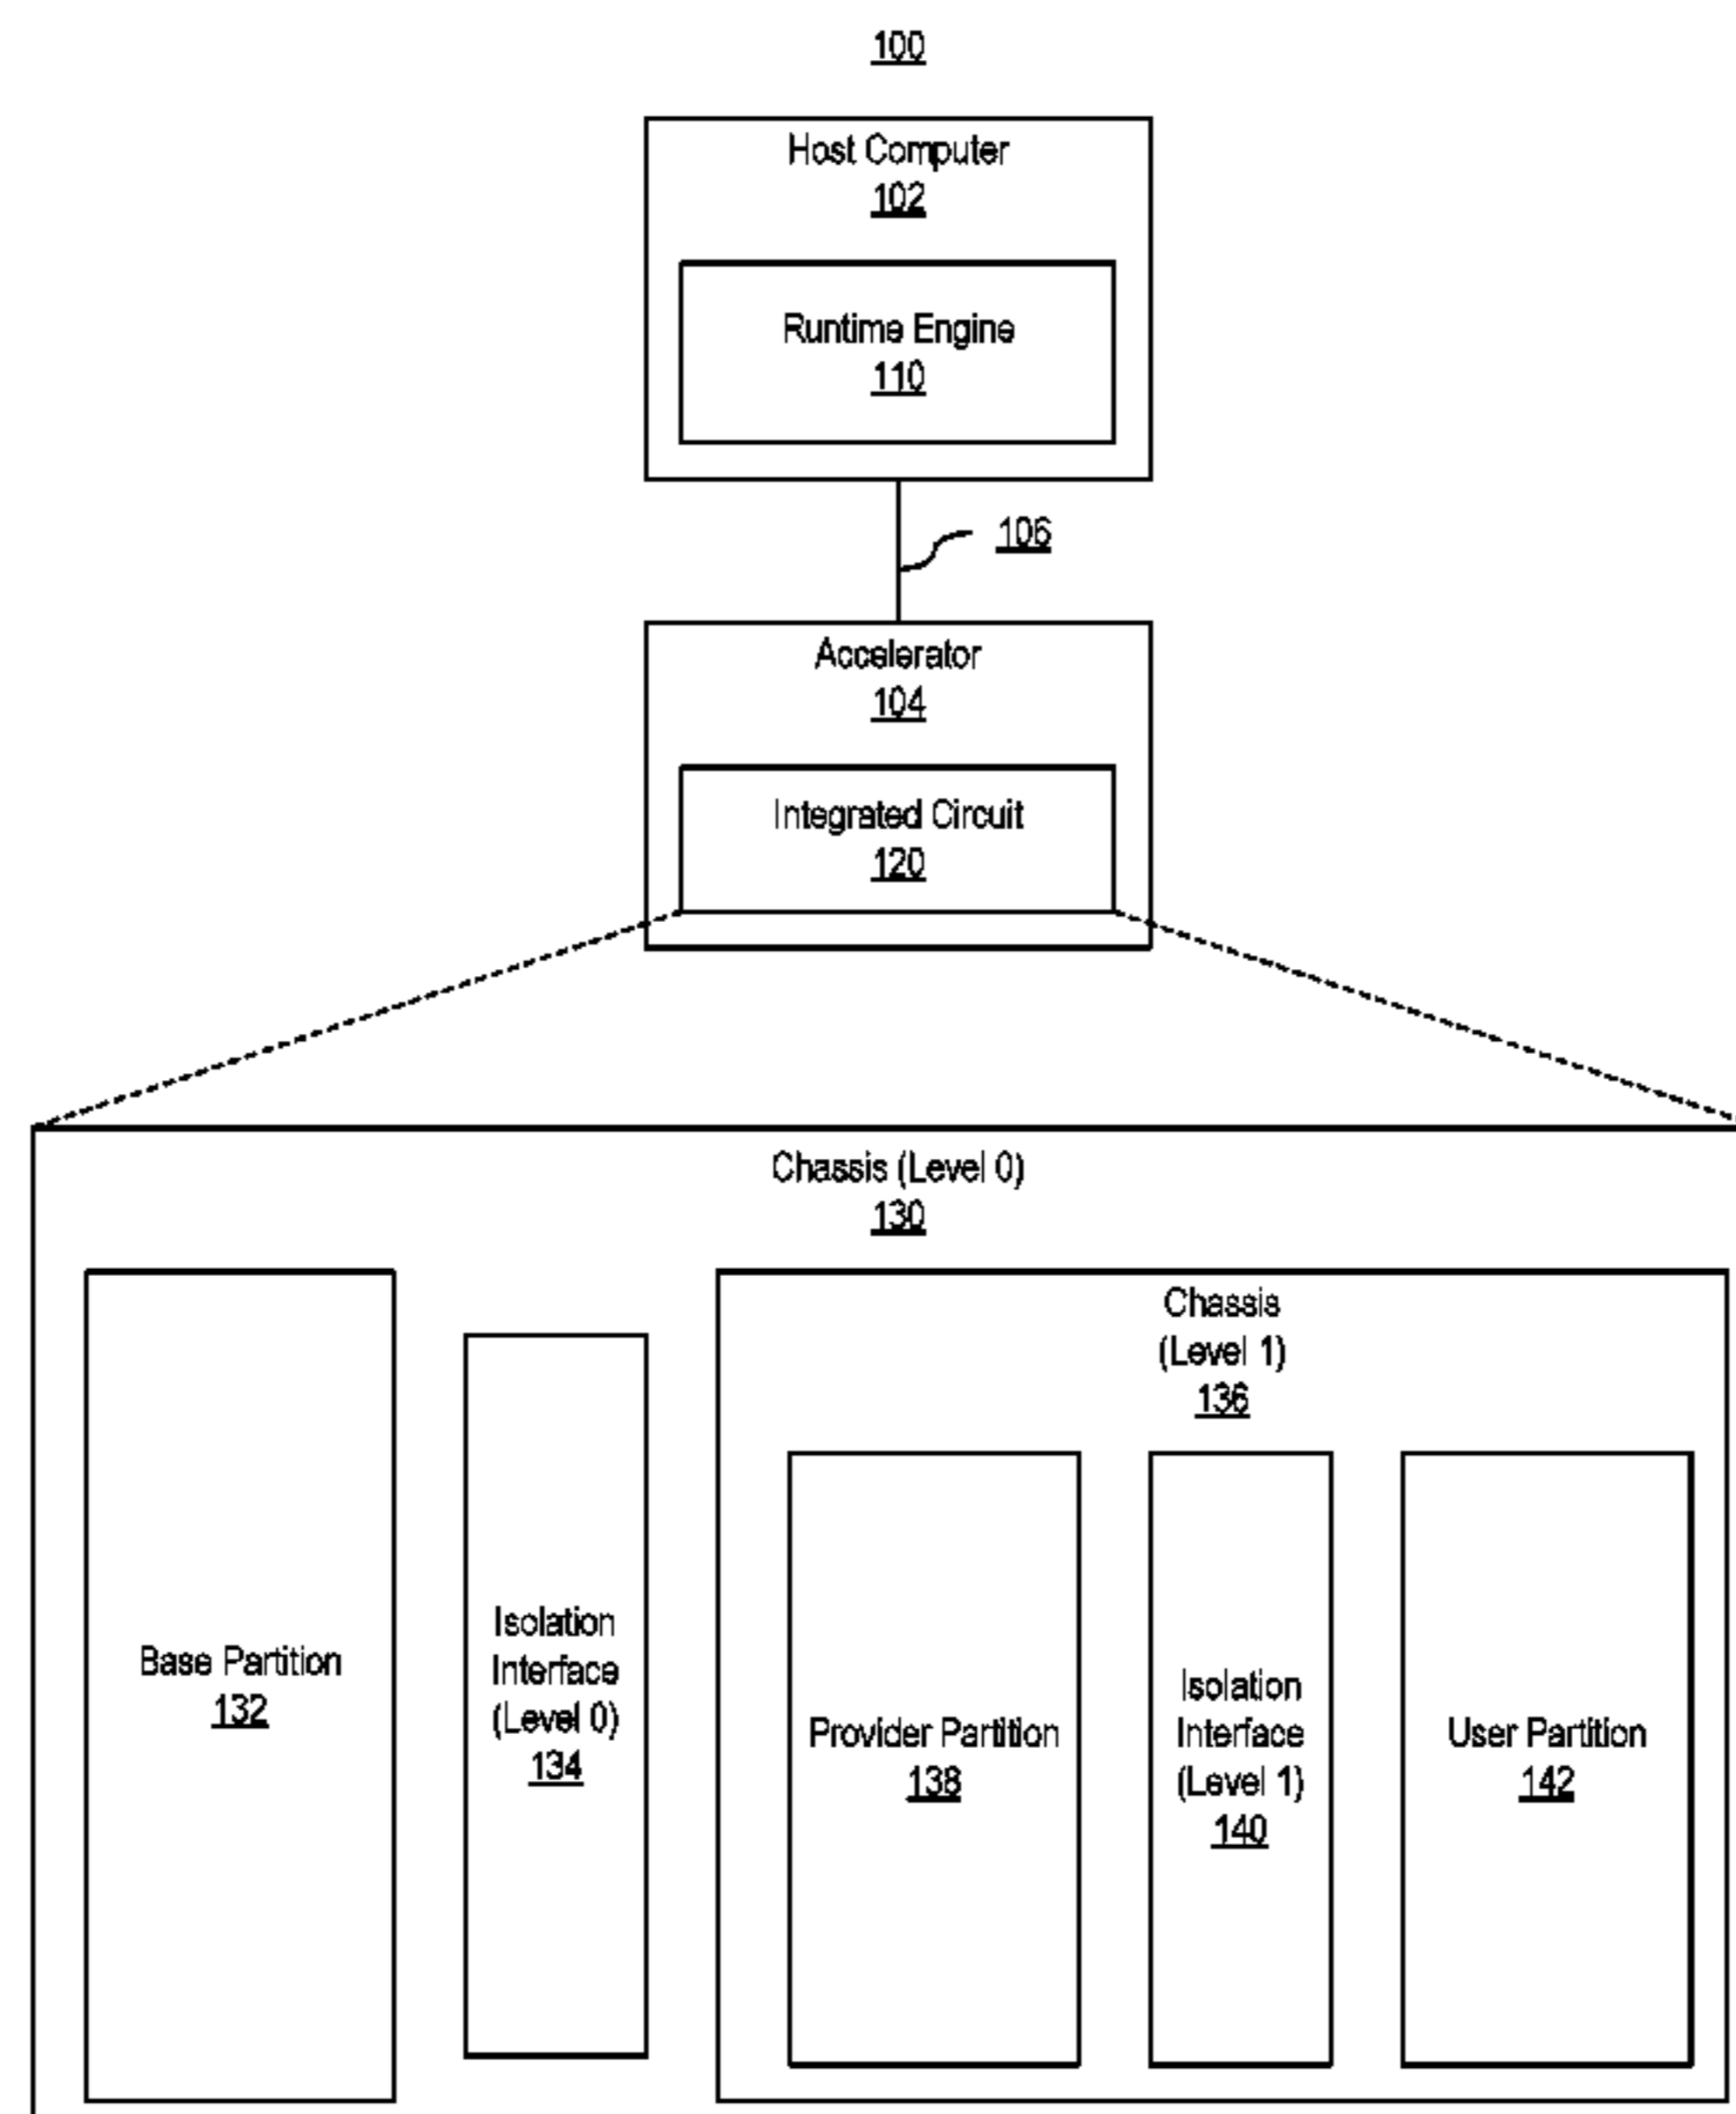 100
Host Computer
102
Runtime Engine
110
106
Accelerator
104
Integrated Circuit
120
Chassis (Level 0)
130
Base Partition
132
Isolation
Interface
(Level 0)
134
Chassis
(Level 1)
136
Provider Partition
138
Isolation
Interface
(Level 1)
140
User Partition
142